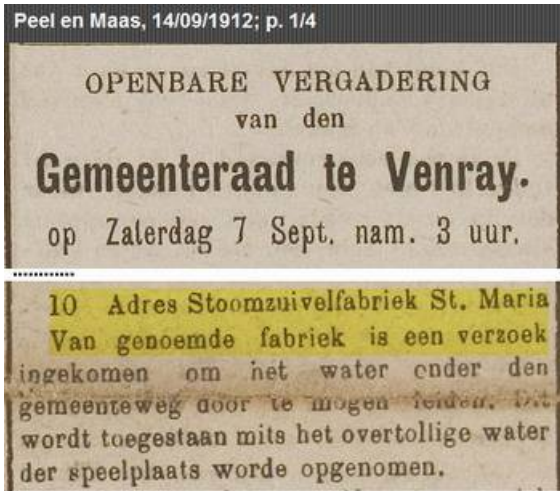 Peel en Maas, 14/09/1912; p. 1/4
OPENBARE VERGADERING
van den
Gemeenteraad te Venray.
op Zaterdag 7 Sept. nam. 3 uur.
............
10 Adres Stoomzuivelfabriek St. Maria
Van genoemde fabriek is een verzoek
ingekomen om het water onder den
gemeenteweg door te mogen leiden. Dit
wordt toegestaan mits het overtollige water
der speelplaats worde opgenomen.